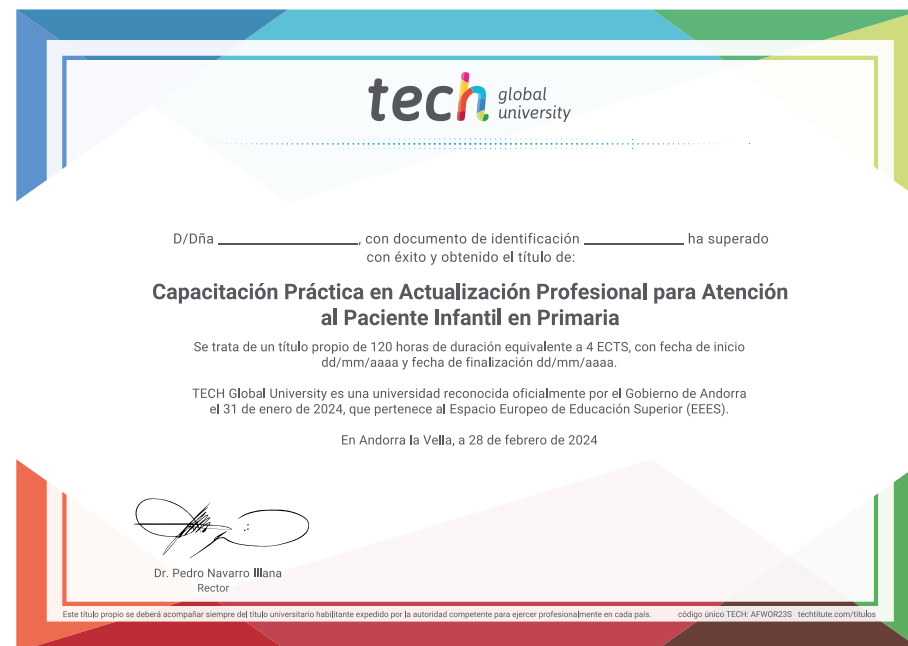 tech global university
D/Dña ____________________, con documento de identificación ______________ ha superado
con éxito y obtenido el título de:
Capacitación Práctica en Actualización Profesional para Atención
al Paciente Infantil en Primaria
Se trata de un título propio de 120 horas de duración equivalente a 4 ECTS, con fecha de inicio
dd/mm/aaaa y fecha de finalización dd/mm/aaaa.
TECH Global University es una universidad reconocida oficialmente por el Gobierno de Andorra
el 31 de enero de 2024, que pertenece al Espacio Europeo de Educación Superior (EEES).
En Andorra la Vella, a 28 de febrero de 2024
Dr. Pedro Navarro Illana
Rector
Este título propio se deberá acompañar siempre del título universitario habilitante expedido por la autoridad competente para ejercer profesionalmente en cada país. código único TECH: AFWOR23S techtitute.com/titulos